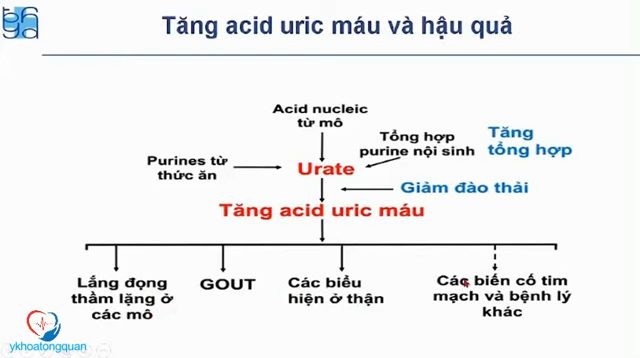 Tăng acid uric máu và hậu quả
Acid nucleic
từ mô
Tổng hợp
purine nội sinh
Tăng
tổng hợp
Purines từ
thức ăn
Urate
Giảm đào thải
Tăng acid uric máu
Lắng đọng
thầm lặng ở
các mô
GOUT
Các biểu
hiện ở thận
Các biến cố tim
mạch và bệnh lý
khác
ykhoatongquan